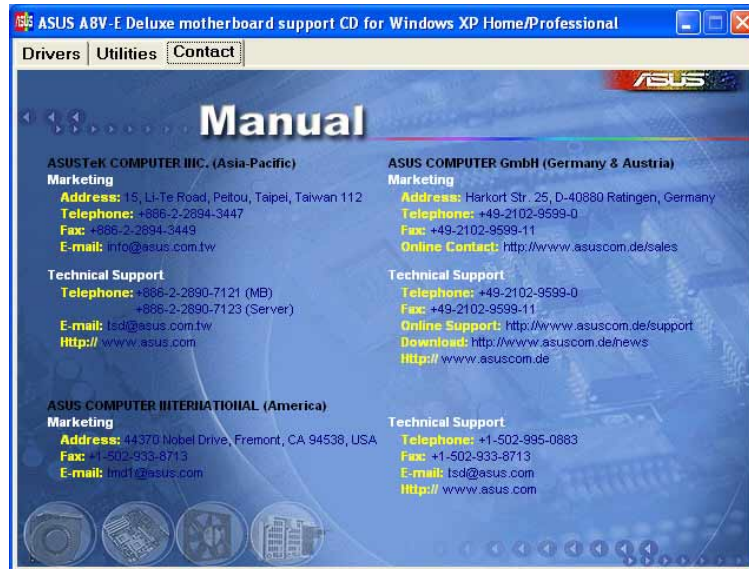 ASUS A8V-E Deluxe motherboard support CD for Windows XP Home/Professional
Drivers Utilities Contact
ASUS
Manual
ASUSTeK COMPUTER INC. (Asia-Pacific)
Marketing
Address: 15, Li-Te Road, Peitou, Taipei, Taiwan 112
Telephone: +886-2-2894-3447
Fax: +886-2-2894-3449
E-mail: info@asus.com.tw
Technical Support
Telephone: +886-2-2890-7121 (MB)
+886-2-2890-7123 (Server)
E-mail: tsd@asus.com.tw
Http:// www.asus.com
ASUS COMPUTER GmbH (Germany & Austria)
Marketing
Address: Harkort Str. 25, D-40880 Ratingen, Germany
Telephone: +49-2102-9599-0
Fax: +49-2102-9599-11
Online Contact: http://www.asuscom.de/sales
Technical Support
Telephone: +49-2102-9599-0
Fax: +49-2102-9599-11
Online Support: http://www.asuscom.de/support
Download: http://www.asuscom.de/news
Http:// www.asuscom.de
ASUS COMPUTER INTERNATIONAL (America)
Marketing
Address: 44370 Nobel Drive, Fremont, CA 94538, USA
Fax: +1-502-933-8713
E-mail: tmd1@asus.com
Technical Support
Telephone: +1-502-995-0883
Fax: +1-502-933-8713
E-mail: tsd@asus.com
Http:// www.asus.com